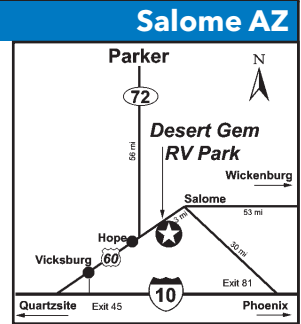 Salome AZ
Parker
N
72
56 mi
Desert Gem
RV Park
Wickenburg
Salome
53 mi
3 mi
Hope
60
30 mi
Vicksburg
Exit 81
10
Quartzsite
Exit 45
Phoenix